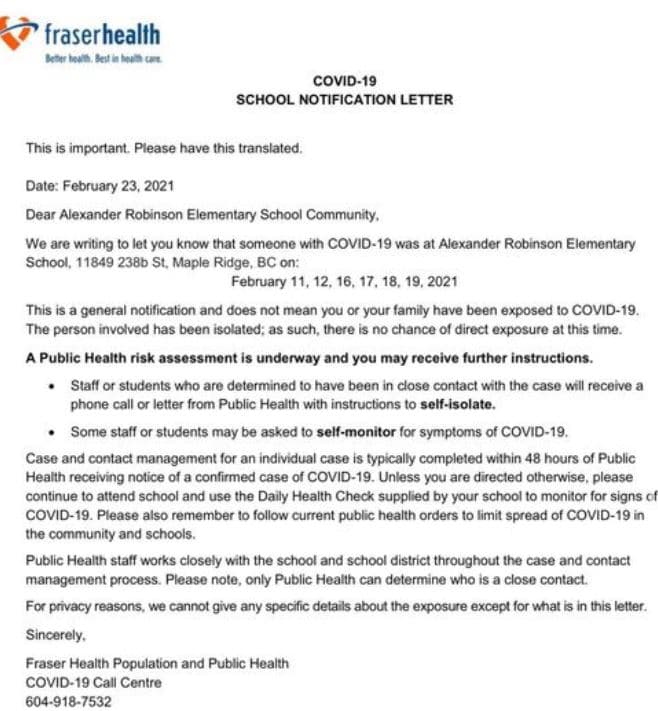 fraserhealth
Better health. Best in health care.
COVID-19
SCHOOL NOTIFICATION LETTER
This is important. Please have this translated.
Date: February 23, 2021
Dear Alexander Robinson Elementary School Community,
We are writing to let you know that someone with COVID-19 was at Alexander Robinson Elementary
School, 11849 238b St, Maple Ridge, BC on:
February 11, 12, 16, 17, 18, 19, 2021
This is a general notification and does not mean you or your family have been exposed to COVID-19.
The person involved has been isolated; as such, there is no chance of direct exposure at this time.
A Public Health risk assessment is underway and you may receive further instructions.
• Staff or students who are determined to have been in close contact with the case will receive a
phone call or letter from Public Health with instructions to self-isolate.
• Some staff or students may be asked to self-monitor for symptoms of COVID-19.
Case and contact management for an individual case is typically completed within 48 hours of Public
Health receiving notice of a confirmed case of COVID-19. Unless you are directed otherwise, please
continue to attend school and use the Daily Health Check supplied by your school to monitor for signs of
COVID-19. Please also remember to follow current public health orders to limit spread of COVID-19 in
the community and schools.
Public Health staff works closely with the school and school district throughout the case and contact
management process. Please note, only Public Health can determine who is a close contact.
For privacy reasons, we cannot give any specific details about the exposure except for what is in this letter.
Sincerely,
Fraser Health Population and Public Health
COVID-19 Call Centre
604-918-7532